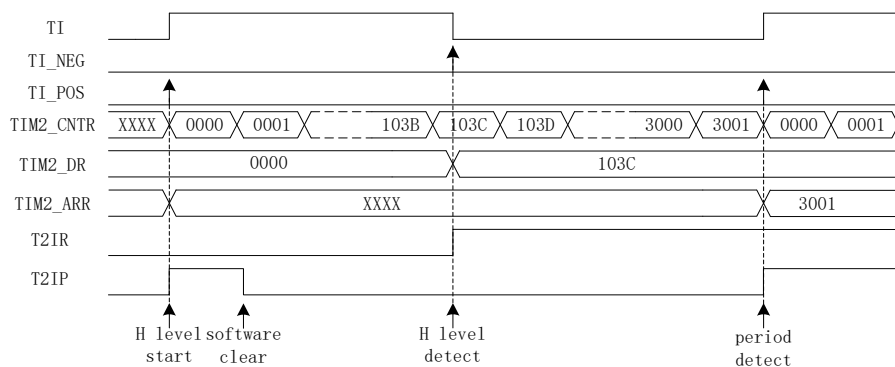 TI
TI_NEG
TI_POS
TIM2_CNTR XXXX 0000 0001 103B 103C 103D 3000 3001 0000 0001
TIM2_DR 0000 103C
TIM2_ARR XXXX 3001
T2IR
T2IP
H level software H level period
start clear detect detect